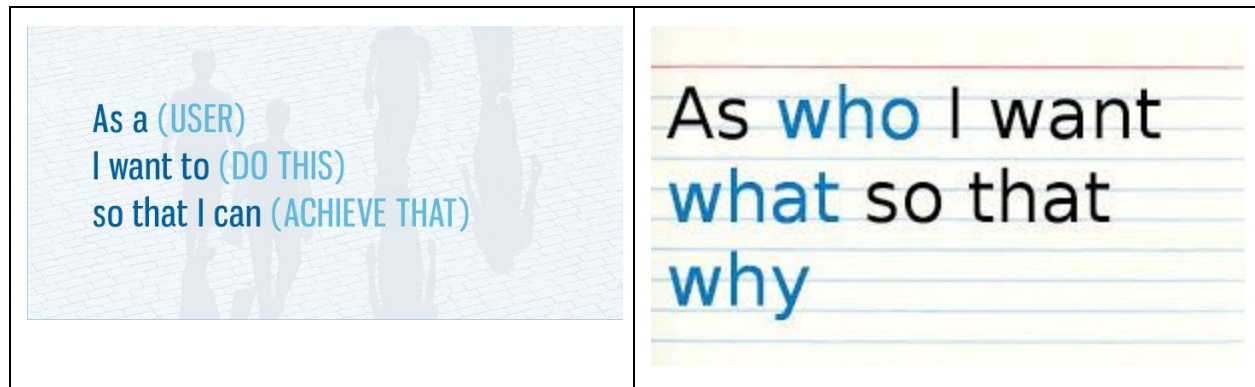 As a (USER)
I want to (DO THIS)
so that I can (ACHIEVE THAT)
As who I want
what so that
why